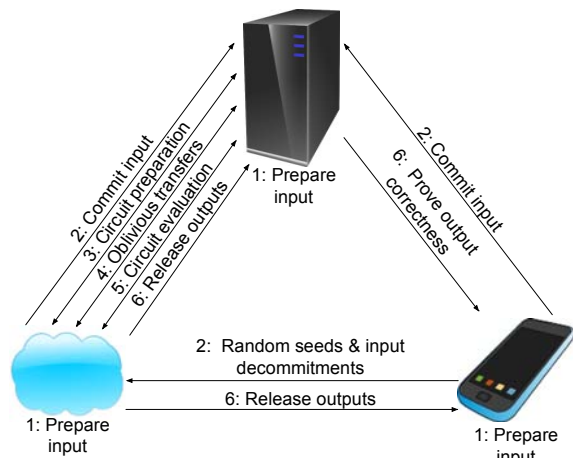 1: Prepare
input
2: Commit input
3: Circuit preparation
4: Oblivious transfers
5: Circuit evaluation
6: Release outputs
2: Commit input
6: Prove output
correctness
2: Random seeds & input
decommitments
6: Release outputs
1: Prepare
input
1: Prepare
input